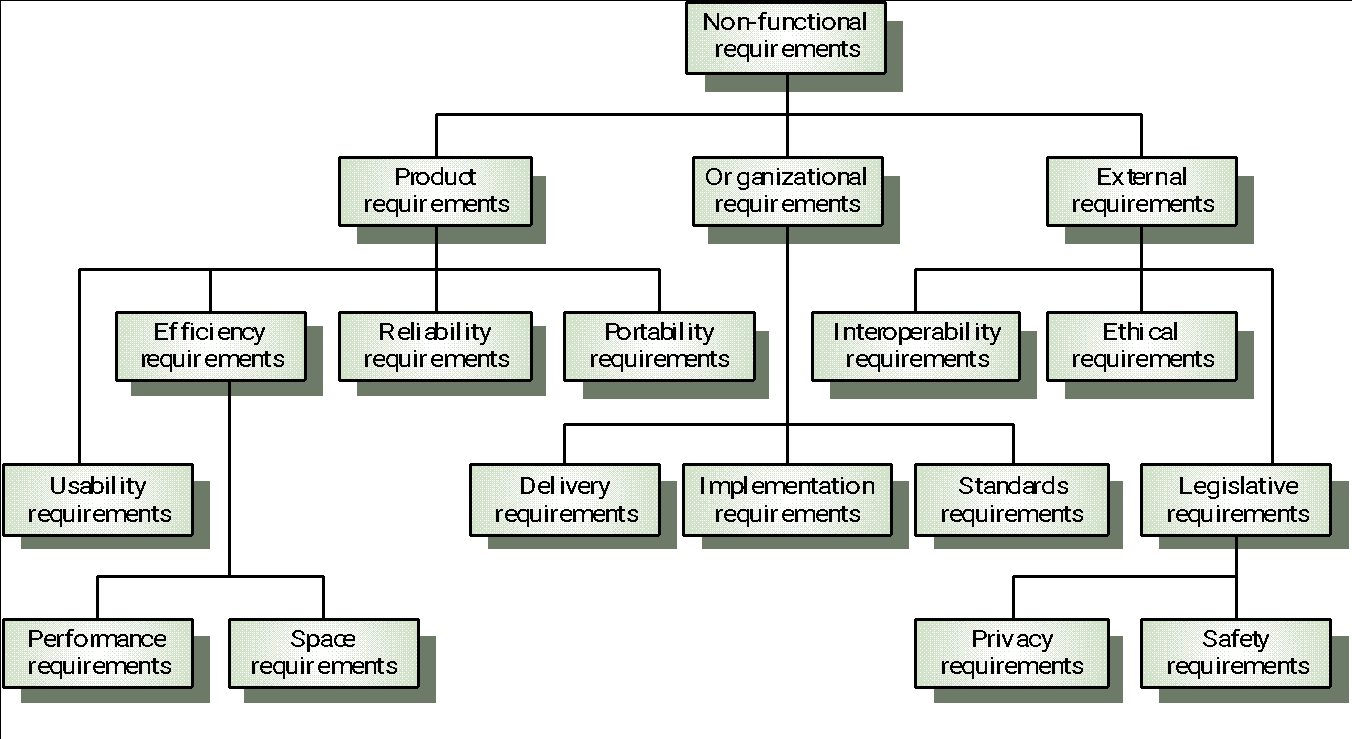 Non-functional
requirements
Product
requirements
Organizational
requirements
External
requirements
Efficiency
requirements
Reliability
requirements
Portability
requirements
Interoperability
requirements
Ethical
requirements
Usability
requirements
Delivery
requirements
Implementation
requirements
Standards
requirements
Legislative
requirements
Performance
requirements
Space
requirements
Privacy
requirements
Safety
requirements